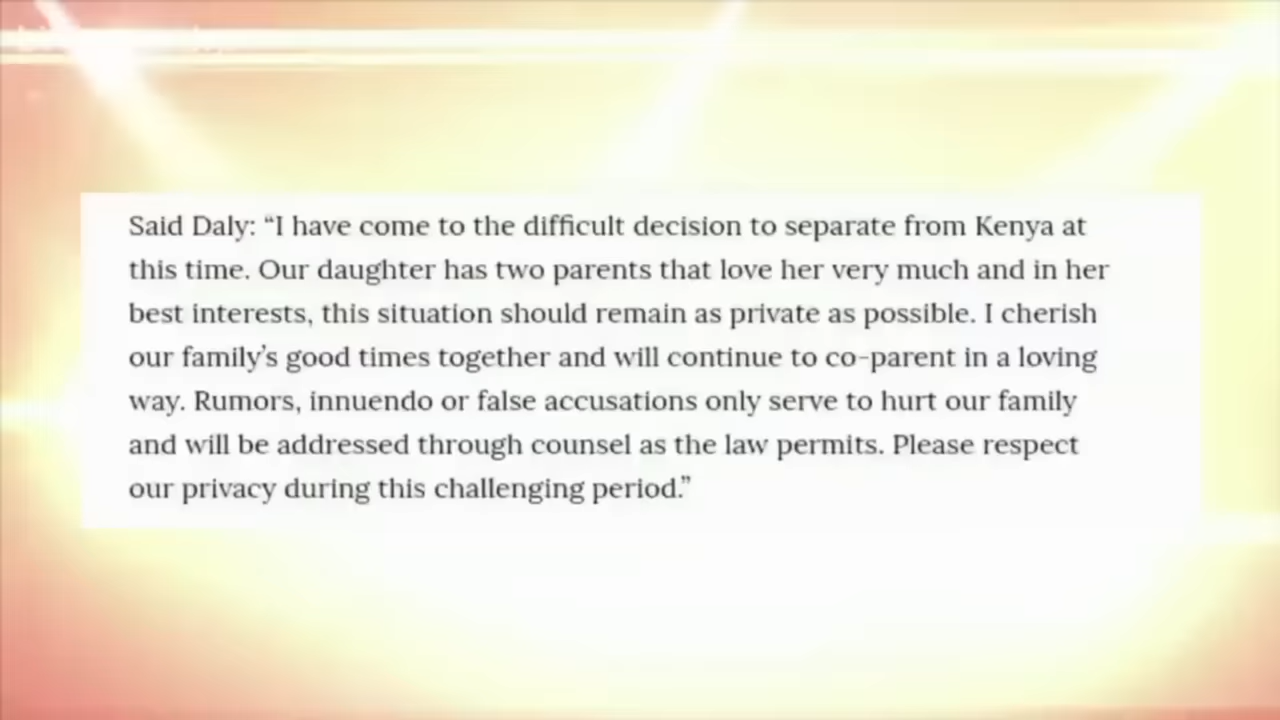 Said Daly: “I have come to the difficult decision to separate from Kenya at
this time. Our daughter has two parents that love her very much and in her
best interests, this situation should remain as private as possible. I cherish
our family’s good times together and will continue to co-parent in a loving
way. Rumors, innuendo or false accusations only serve to hurt our family
and will be addressed through counsel as the law permits. Please respect
our privacy during this challenging period.”